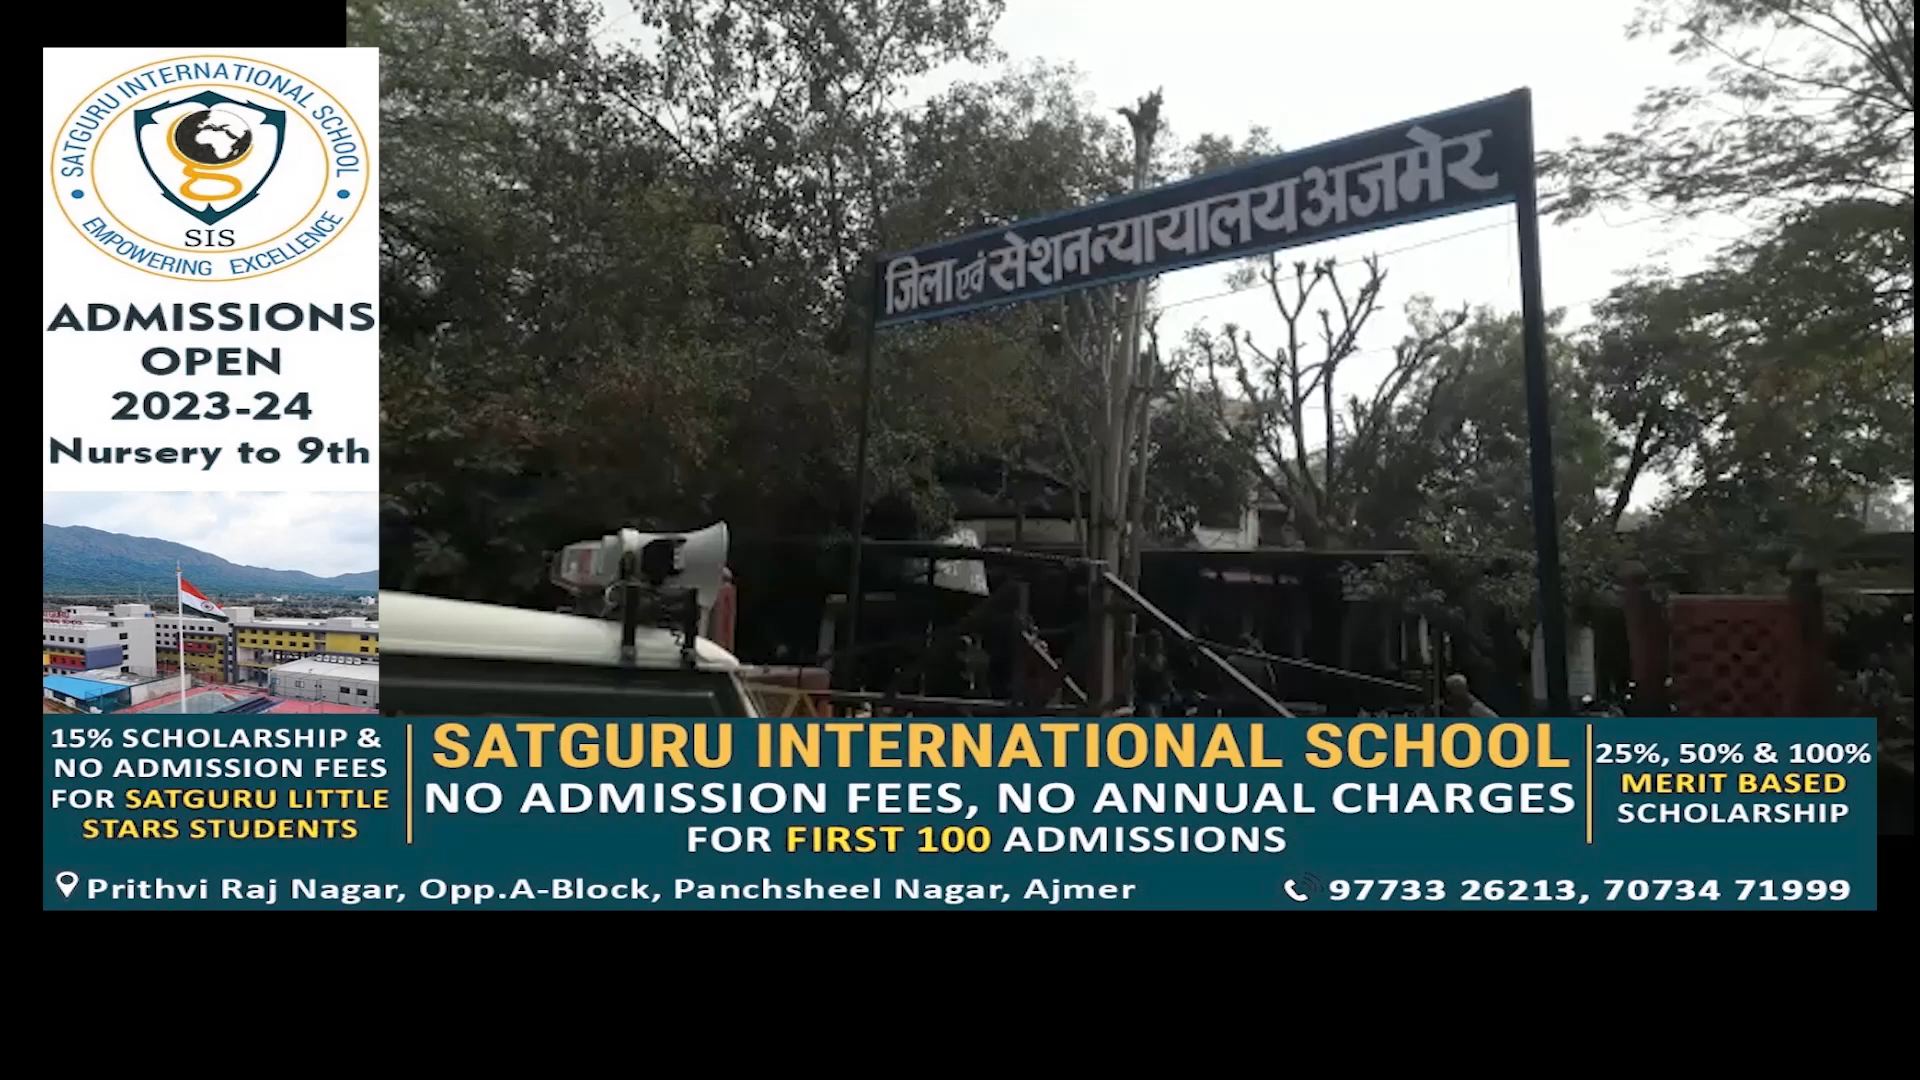 SATGURU INTERNATIONAL SCHOOL
SIS
EMPOWERING EXCELLENCE
ADMISSIONS
OPEN
2023-24
Nursery to 9th
जिला एवं सेशन न्यायालय अजमेर
15% SCHOLARSHIP &
NO ADMISSION FEES
FOR SATGURU LITTLE
STARS STUDENTS
SATGURU INTERNATIONAL SCHOOL
NO ADMISSION FEES, NO ANNUAL CHARGES
FOR FIRST 100 ADMISSIONS
25%, 50% & 100%
MERIT BASED
SCHOLARSHIP
Prithvi Raj Nagar, Opp.A-Block, Panchsheel Nagar, Ajmer
97733 26213, 70734 71999